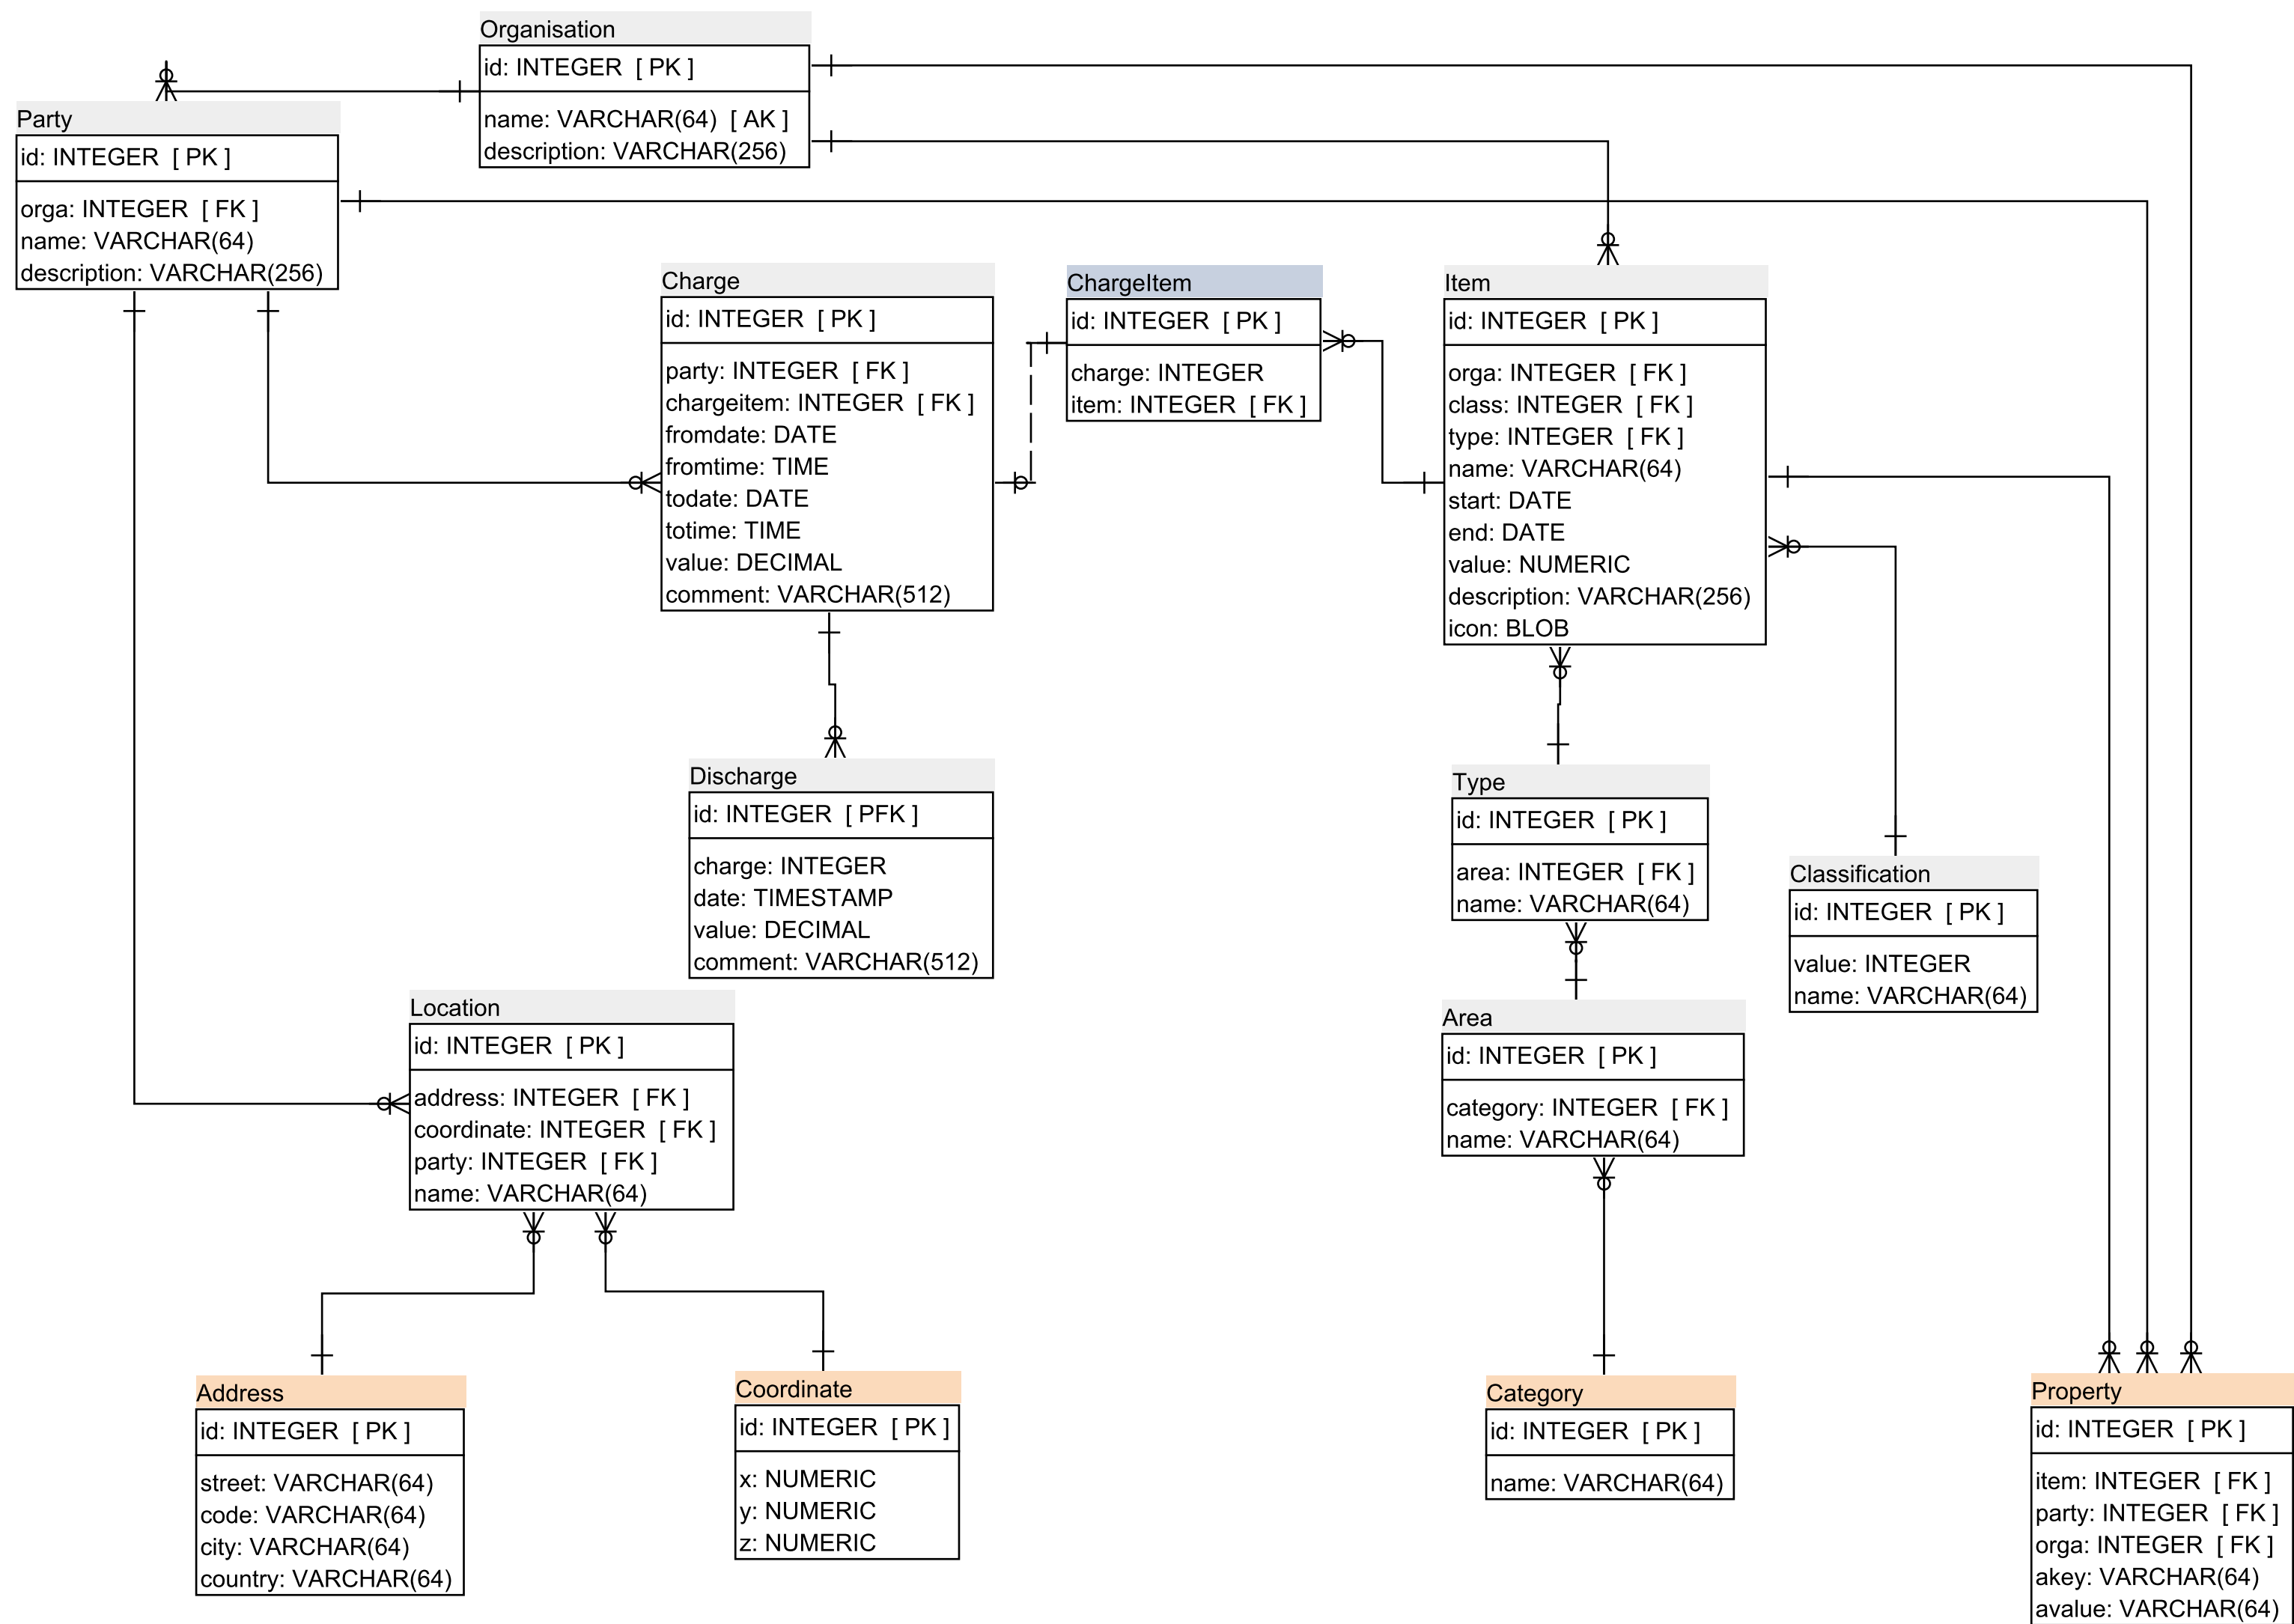 Organisation
id: INTEGER [ PK ]
name: VARCHAR(64) [ AK ]
description: VARCHAR(256)
Party
id: INTEGER [ PK ]
orga: INTEGER [ FK ]
name: VARCHAR(64)
description: VARCHAR(256)
Charge
id: INTEGER [ PK ]
party: INTEGER [ FK ]
chargeitem: INTEGER [ FK ]
fromdate: DATE
fromtime: TIME
todate: DATE
totime: TIME
value: DECIMAL
comment: VARCHAR(512)
ChargeItem
id: INTEGER [ PK ]
charge: INTEGER
item: INTEGER [ FK ]
Item
id: INTEGER [ PK ]
orga: INTEGER [ FK ]
class: INTEGER [ FK ]
type: INTEGER [ FK ]
name: VARCHAR(64)
start: DATE
end: DATE
value: NUMERIC
description: VARCHAR(256)
icon: BLOB
Discharge
id: INTEGER [ PFK ]
charge: INTEGER
date: TIMESTAMP
value: DECIMAL
comment: VARCHAR(512)
Type
id: INTEGER [ PK ]
area: INTEGER [ FK ]
name: VARCHAR(64)
Classification
id: INTEGER [ PK ]
value: INTEGER
name: VARCHAR(64)
Location
id: INTEGER [ PK ]
address: INTEGER [ FK ]
coordinate: INTEGER [ FK ]
party: INTEGER [ FK ]
name: VARCHAR(64)
Area
id: INTEGER [ PK ]
category: INTEGER [ FK ]
name: VARCHAR(64)
Address
id: INTEGER [ PK ]
street: VARCHAR(64)
code: VARCHAR(64)
city: VARCHAR(64)
country: VARCHAR(64)
Coordinate
id: INTEGER [ PK ]
x: NUMERIC
y: NUMERIC
z: NUMERIC
Category
id: INTEGER [ PK ]
name: VARCHAR(64)
Property
id: INTEGER [ PK ]
item: INTEGER [ FK ]
party: INTEGER [ FK ]
orga: INTEGER [ FK ]
akey: VARCHAR(64)
avalue: VARCHAR(64)